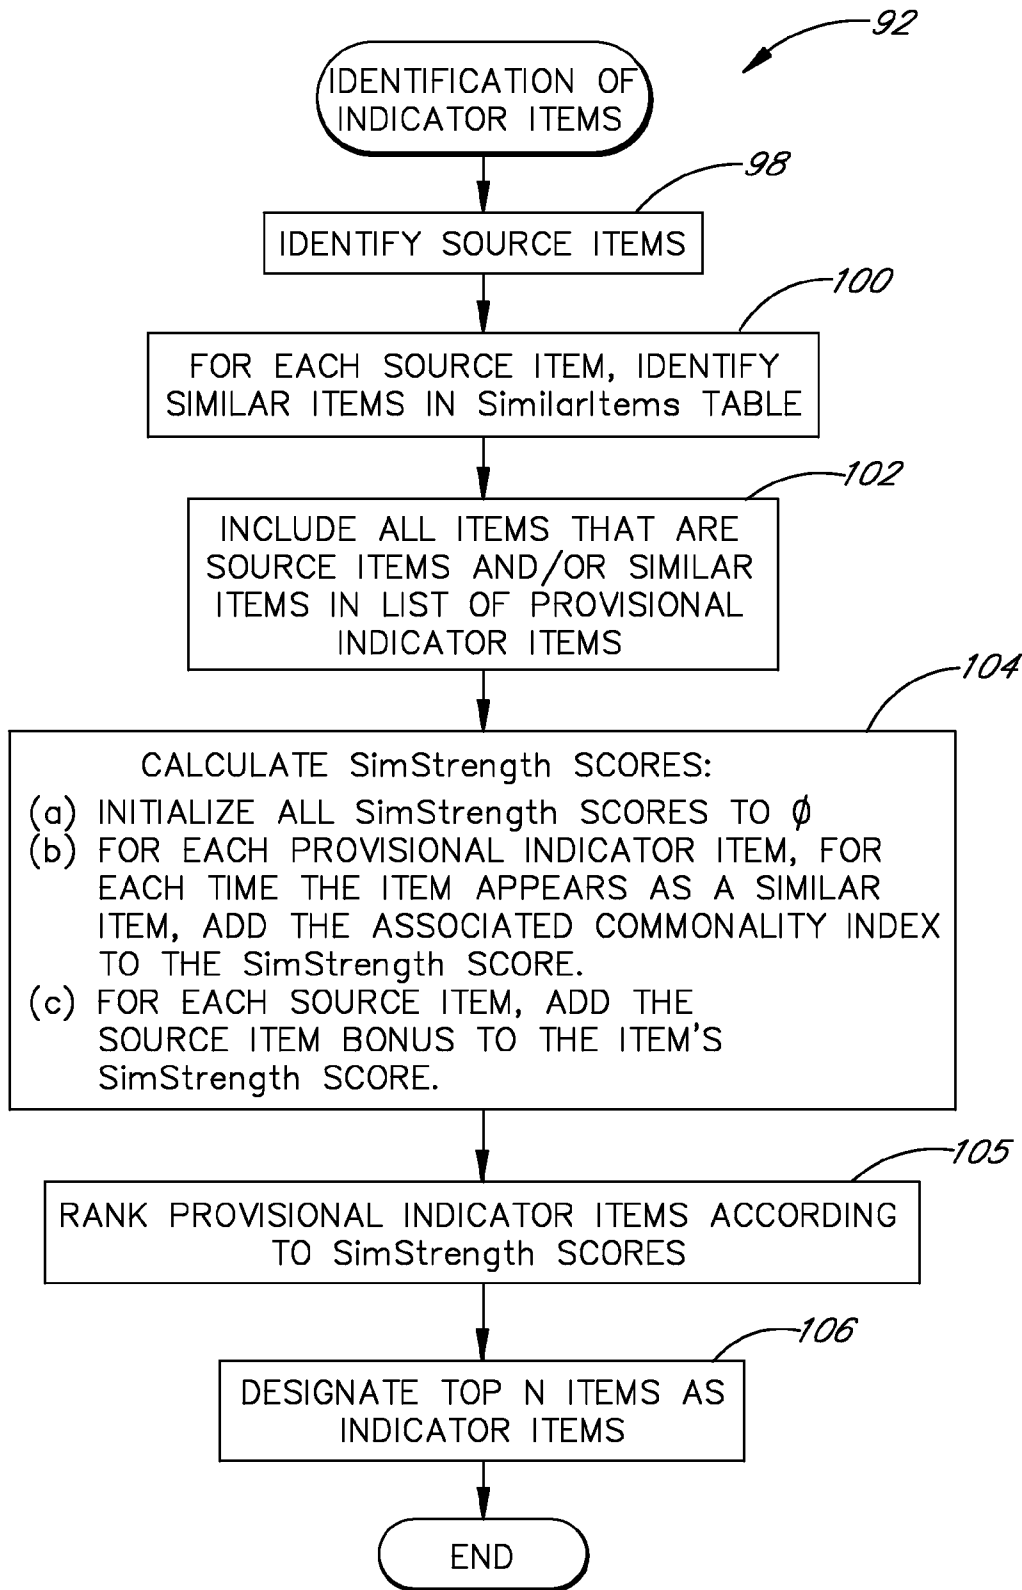 92
IDENTIFICATION OF
INDICATOR ITEMS
98
IDENTIFY SOURCE ITEMS
100
FOR EACH SOURCE ITEM, IDENTIFY
SIMILAR ITEMS IN SimilarItems TABLE
102
INCLUDE ALL ITEMS THAT ARE
SOURCE ITEMS AND/OR SIMILAR
ITEMS IN LIST OF PROVISIONAL
INDICATOR ITEMS
104
CALCULATE SimStrength SCORES:
(a) INITIALIZE ALL SimStrength SCORES TO ∅
(b) FOR EACH PROVISIONAL INDICATOR ITEM, FOR
EACH TIME THE ITEM APPEARS AS A SIMILAR
ITEM, ADD THE ASSOCIATED COMMONALITY INDEX
TO THE SimStrength SCORE.
(c) FOR EACH SOURCE ITEM, ADD THE
SOURCE ITEM BONUS TO THE ITEM'S
SimStrength SCORE.
105
RANK PROVISIONAL INDICATOR ITEMS ACCORDING
TO SimStrength SCORES
106
DESIGNATE TOP N ITEMS AS
INDICATOR ITEMS
END